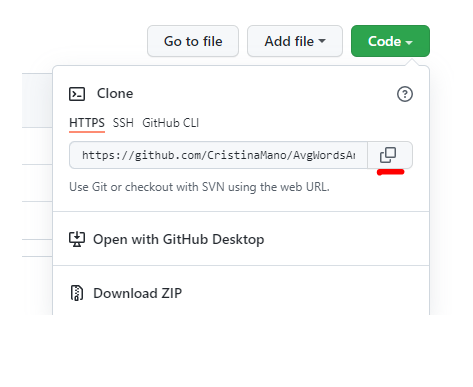 Go to file Add file Code
Clone
HTTPS SSH GitHub CLI
https://github.com/CristinaMano/AvgWordsAr
Use Git or checkout with SVN using the web URL.
Open with GitHub Desktop
Download ZIP